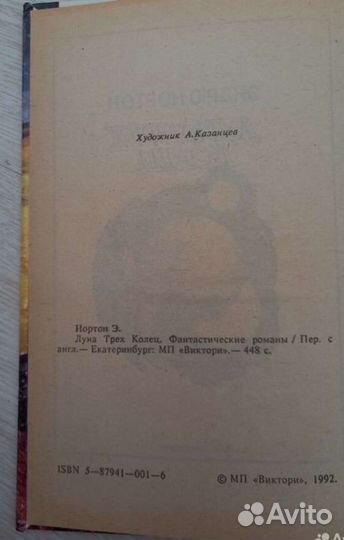 Художник А.Казанцев
Нортон Э.
Луна Трех Колец. Фантастические романы / Пер. с
англ.— Екатеринбург: МП «Виктори».— 448 с.
ISBN 5—87941—001—6
© МП «Виктори», 1992.
Avito